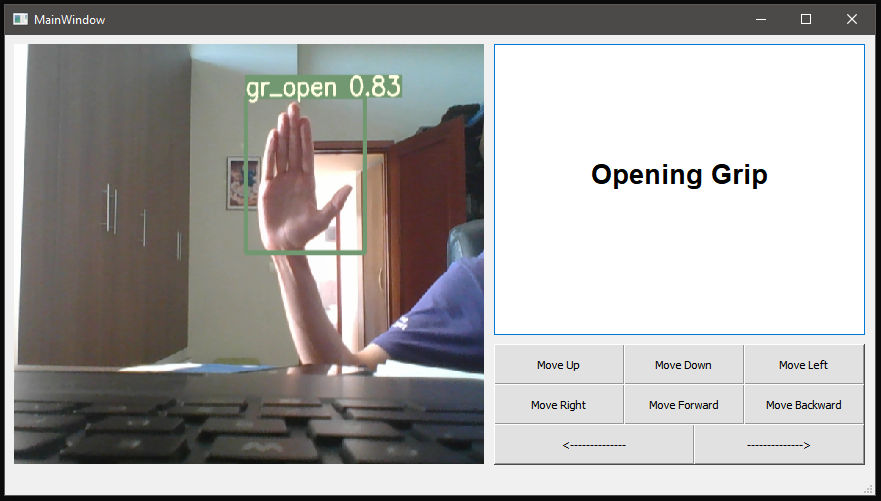 MainWindow
gr_open 0.83
Opening Grip
Move Up
Move Down
Move Left
Move Right
Move Forward
Move Backward
<--------------
-------------->